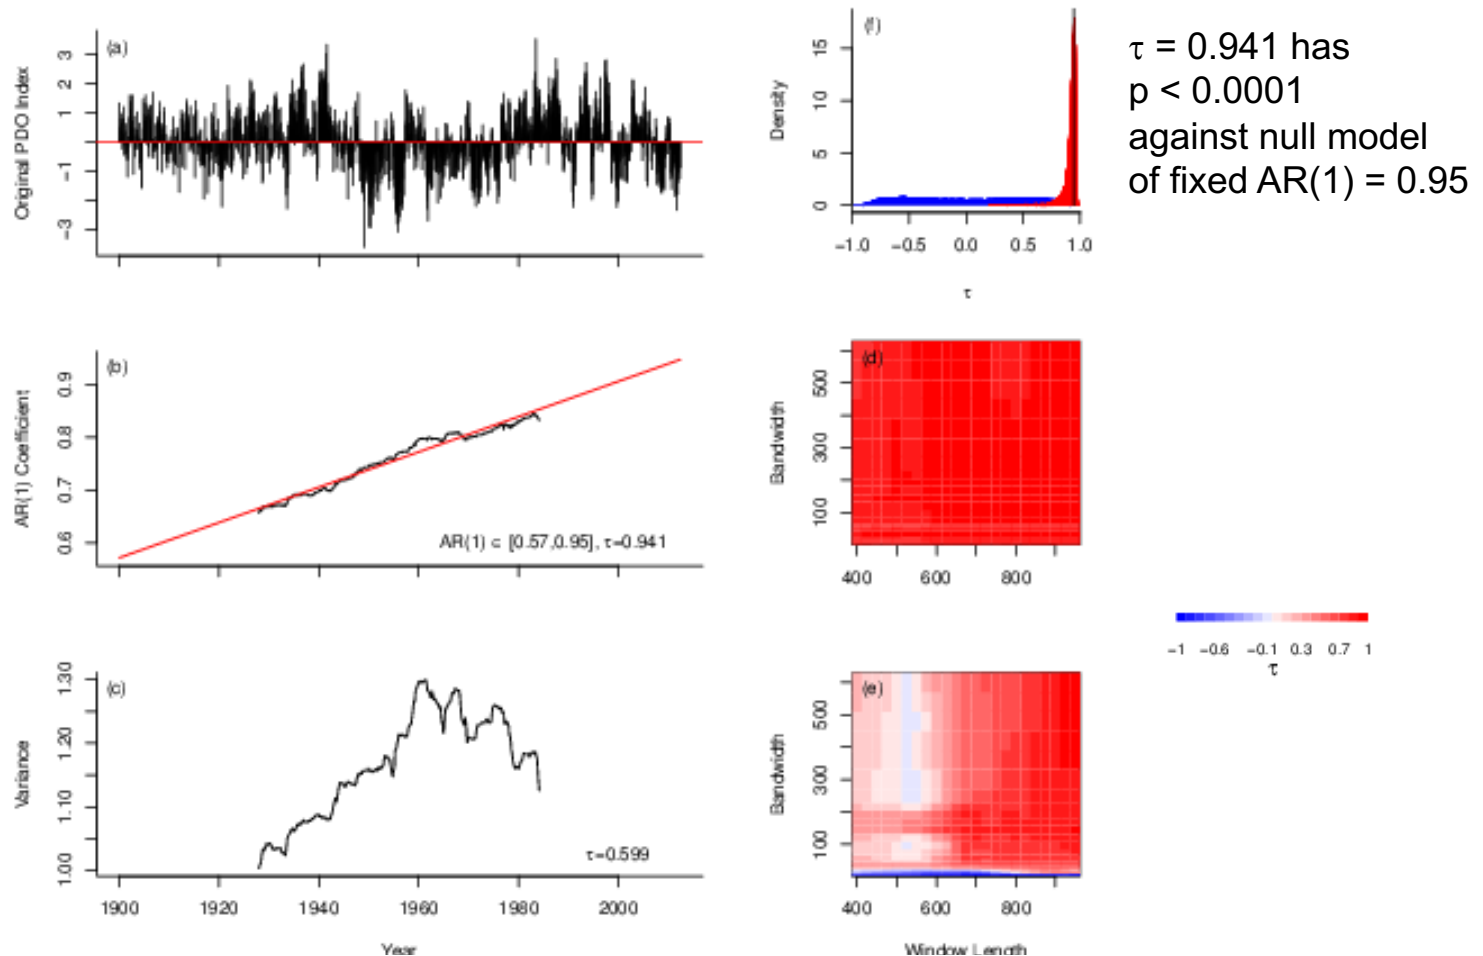 (a)
Original PDO Index
3
2
1
−1
−3
(f)
Density
15
10
5
0
−1.0 −0.5 0.0 0.5 1.0
τ
τ = 0.941 has
p < 0.0001
against null model
of fixed AR(1) = 0.95
(b)
AR(1) Coefficient
0.9
0.8
0.7
0.6
AR(1) ⊂ [0.57,0.95], τ=0.941
(d)
Bandwidth
500
300
100
400 600 800
−1 −0.6 −0.1 0.3 0.7 1
τ
(c)
Variance
1.30
1.20
1.10
1.00
τ=0.599
1900 1920 1940 1960 1980 2000
Year
(e)
Bandwidth
500
300
100
400 600 800
Window Length